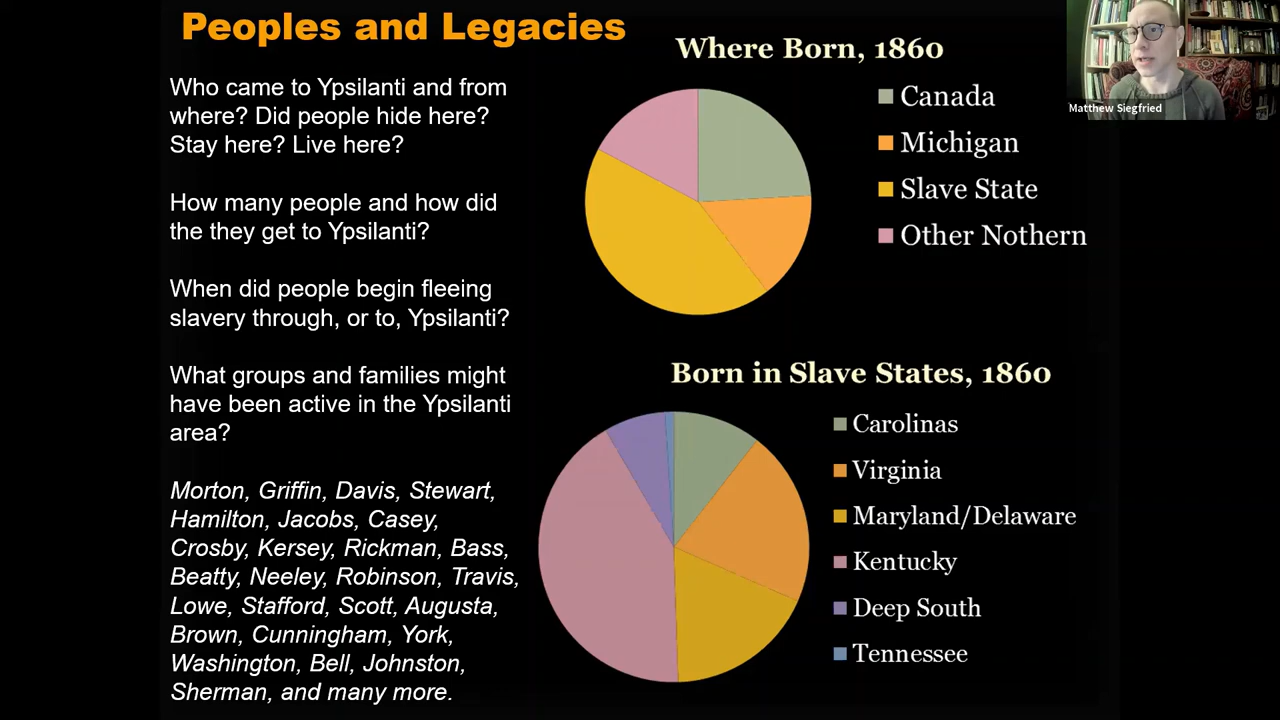 Peoples and Legacies
Who came to Ypsilanti and from
where? Did people hide here?
Stay here? Live here?
How many people and how did
the they get to Ypsilanti?
When did people begin fleeing
slavery through, or to, Ypsilanti?
What groups and families might
have been active in the Ypsilanti
area?
Morton, Griffin, Davis, Stewart,
Hamilton, Jacobs, Casey,
Crosby, Kersey, Rickman, Bass,
Beatty, Neeley, Robinson, Travis,
Lowe, Stafford, Scott, Augusta,
Brown, Cunningham, York,
Washington, Bell, Johnston,
Sherman, and many more.
Where Born, 1860
Canada
Michigan
Slave State
Other Nothern
Born in Slave States, 1860
Carolinas
Virginia
Maryland/Delaware
Kentucky
Deep South
Tennessee
Matthew Siegfried